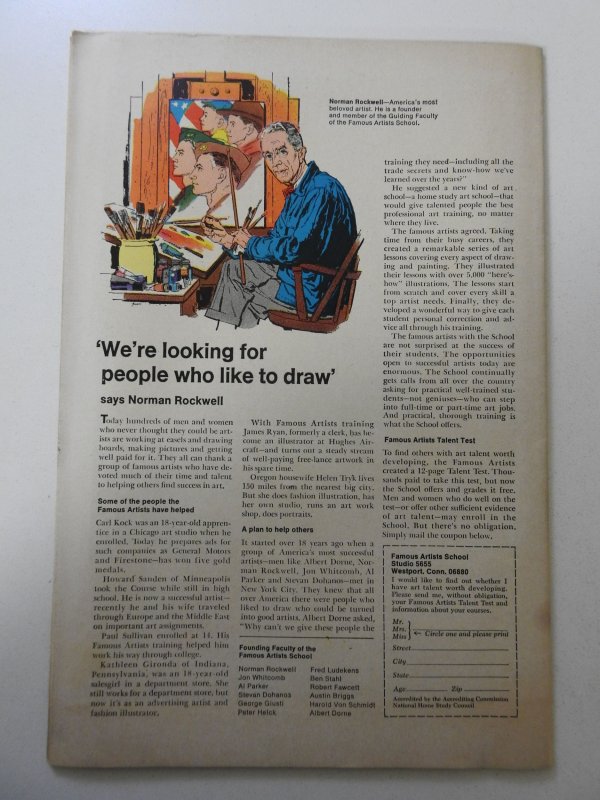 Norman Rockwell—America's most
beloved artist. He is a founder
and member of the Guiding Faculty
of the Famous Artists School.
'We're looking for
people who like to draw'
says Norman Rockwell
Today hundreds of men and women
who never thought they could be art-
ists are working at easels and drawing
boards, making pictures and getting
well paid for it. They all can thank a
group of famous artists who have de-
voted much of their time and talent
to helping others find success in art.
Some of the people the
Famous Artists have helped
Carl Kock was an 18-year-old appren-
tice in a Chicago art studio when he
enrolled. Today he prepares ads for
such companies as General Motors
and Firestone—has won five gold
medals.
Howard Sanden of Minneapolis
took the Course while still in high
school. He is now a successful artist—
recently he and his wife traveled
through Europe and the Middle East
on important art assignments.
Paul Sullivan enrolled at 14. His
Famous Artists training helped him
work his way through college.
Kathleen Gironda of Indiana,
Pennsylvania, was an 18-year-old
salesgirl in a department store. She
still works for a department store, but
now it's as an advertising artist and
fashion illustrator.
With Famous Artists training
James Ryan, formerly a clerk, has be-
come an illustrator at Hughes Air-
craft—and turns out a steady stream
of well-paying free-lance artwork in
his spare time.
Oregon housewife Helen Tryk lives
150 miles from the nearest big city.
But she does fashion illustration, has
her own studio, runs an art work
shop, does portraits.
A plan to help others
It started over 18 years ago when a
group of America's most successful
artists—men like Albert Dorne, Nor-
man Rockwell, Jon Whitcomb, Al
Parker and Stevan Dohanos—met in
New York City. They knew that all
over America there were people who
liked to draw who could be turned
into good artists. Albert Dorne asked,
"Why can't we give these people the
Founding Faculty of the
Famous Artists School
Norman Rockwell
Jon Whitcomb
Al Parker
Stevan Dohanos
George Giusti
Peter Helck
Fred Ludekens
Ben Stahl
Robert Fawcett
Austin Briggs
Harold Von Schmidt
Albert Dorne
training they need—including all the
trade secrets and know-how we've
learned over the years?"
He suggested a new kind of art
school—a home study art school—that
would give talented people the best
professional art training, no matter
where they live.
The famous artists agreed. Taking
time from their busy careers, they
created a remarkable series of art
lessons covering every aspect of draw-
ing and painting. They illustrated
their lessons with over 5,000 "here's-
how" illustrations. The lessons start
from scratch and cover every skill a
top artist needs. Finally, they de-
veloped a wonderful way to give each
student personal correction and ad-
vice all through his training.
The famous artists with the School
are not surprised at the success of
their students. The opportunities
open to successful artists today are
enormous. The School continually
gets calls from all over the country
asking for practical well-trained stu-
dents—not geniuses—who can step
into full-time or part-time art jobs.
And practical, thorough training is
what the School offers.
Famous Artists Talent Test
To find others with art talent worth
developing, the Famous Artists
created a 12-page Talent Test. Thou-
sands paid to take this test, but now
the School offers and grades it free.
Men and women who do well on the
test—or offer other sufficient evidence
of art talent—may enroll in the
School. But there's no obligation.
Simply mail the coupon below.
Famous Artists School
Studio 5655
Westport, Conn. 06880
I would like to find out whether I
have art talent worth developing.
Please send me, without obligation,
your Famous Artists Talent Test and
information about your courses.
Mr.
Mrs.
Miss
Circle one and please print
Street
City
State
Age Zip
Accredited by the Accrediting Commission
National Home Study Council